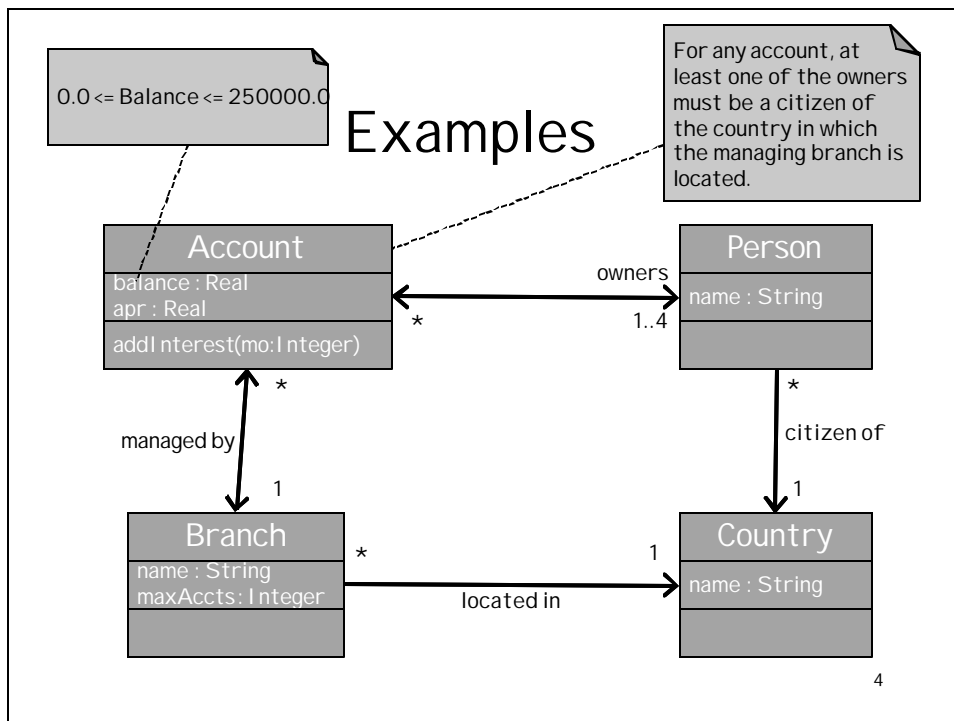 0.0 <= Balance <= 250000.0
For any account, at
least one of the owners
must be a citizen of
the country in which
the managing branch is
located.
Examples
Account
balance : Real
apr : Real
addInterest(mo:Integer)
owners
*
1..4
Person
name : String
*
managed by
1
*
citizen of
1
Branch
name : String
maxAccts: Integer
*
located in
1
Country
name : String
4